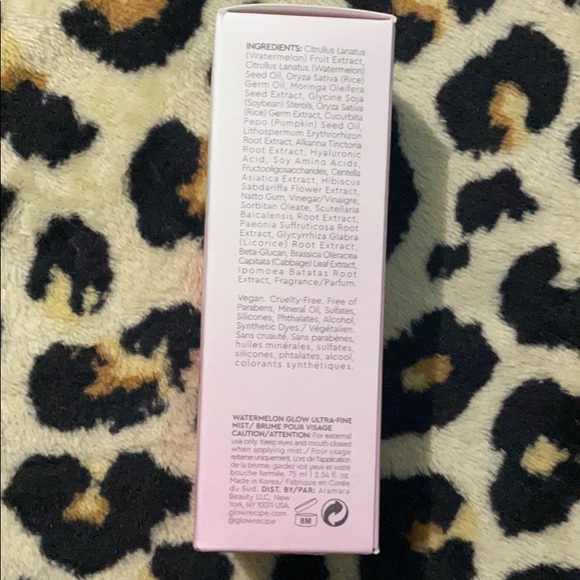 INGREDIENTS: Citrullus Lanatus
(Watermelon) Fruit Extract,
Citrullus Lanatus (Watermelon)
Seed Oil, Oryza Sativa (Rice)
Germ Oil, Moringa Oleifera
Seed Extract, Glycine Soja
(Soybean) Sterols, Oryza Sativa
(Rice) Germ Extract, Cucurbita
Pepo (Pumpkin) Seed Oil,
Lithospermum Erythrorhizon
Root Extract, Alkanna Tinctoria
Root Extract, Hyaluronic
Acid, Soy Amino Acids,
Fructooligosaccharides, Centella
Asiatica Extract, Hibiscus
Sabdariffa Flower Extract,
Natto Gum, Vinegar/Vinaigre,
Sorbitan Oleate, Scutellaria
Baicalensis Root Extract,
Paeonia Suffruticosa Root
Extract, Glycyrrhiza Glabra
(Licorice) Root Extract,
Beta-Glucan, Brassica Oleracea
Capitata (Cabbage) Leaf Extract,
Ipomoea Batatas Root
Extract, Fragrance/Parfum.
Vegan. Cruelty-Free. Free of
Parabens, Mineral Oil, Sulfates,
Silicones, Phthalates, Alcohol,
Synthetic Dyes./ Végétalien.
Sans cruauté. Sans parabènes,
huiles minérales, sulfates,
silicones, phtalates, alcool,
colorants synthétiques.
WATERMELON GLOW ULTRA-FINE
MIST/ BRUME POUR VISAGE
CAUTION/ATTENTION: For external
use only. Keep eyes and mouth closed
when applying mist./ Pour usage
externe uniquement. Lors de l'application
de la brume, gardez vos yeux et votre
bouche fermée. 75 ml | 2.54 fl. oz.
Made in Korea/ Fabriqué en Corée
du Sud. DIST. BY/PAR: Aramara
Beauty LLC, New
York, NY 10011 USA.
glowrecipe.com
@glowrecipe
8M